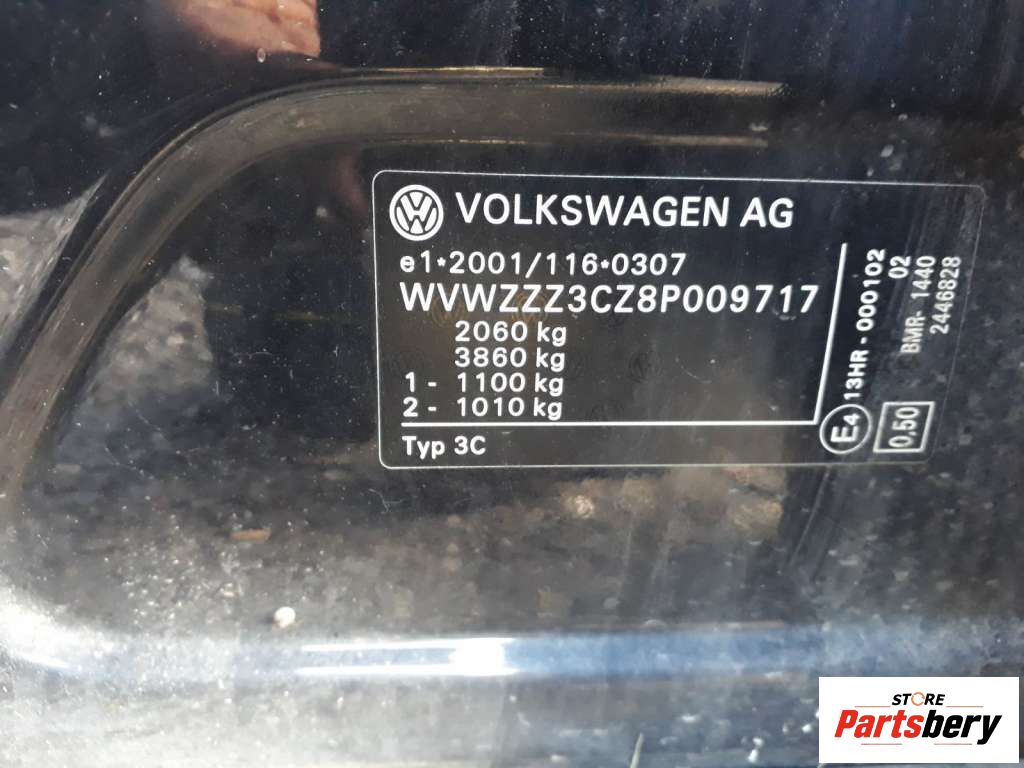 VOLKSWAGEN AG
e1*2001/116*0307
WVWZZZ3CZ8P009717
2060 kg
3860 kg
1 - 1100 kg
2 - 1010 kg
Typ 3C
E4 13HR - 000102
02
BMR- 1440
2446828
0,50
STORE
Partsbery